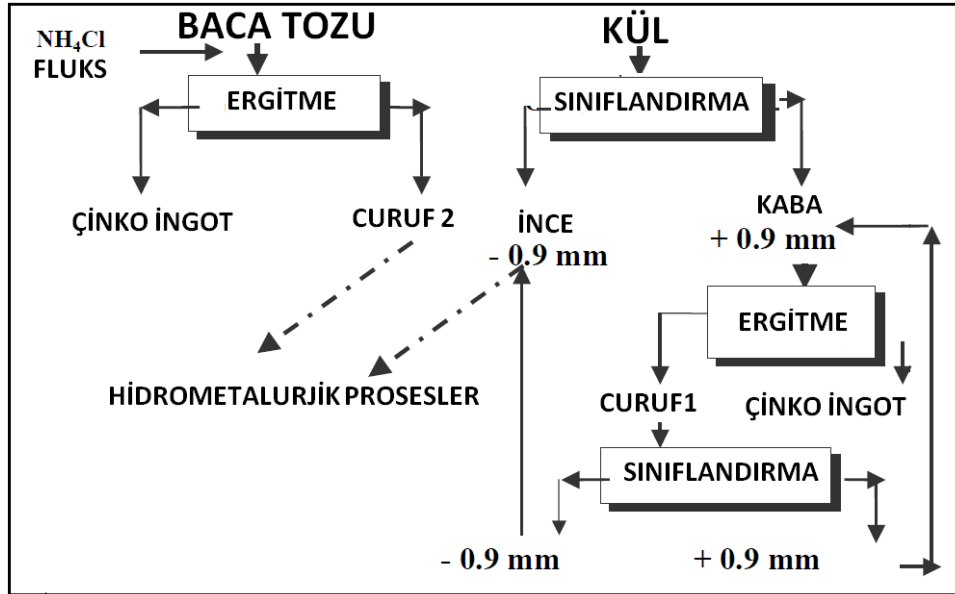 BACA TOZU
KÜL
NH₄Cl
FLUKS
ERGİTME
SINIFLANDIRMA
ÇİNKO İNGOT
CURUF 2
İNCE
- 0.9 mm
KABA
+ 0.9 mm
ERGİTME
HİDROMETALURJİK PROSESLER
CURUF1
ÇİNKO İNGOT
SINIFLANDIRMA
- 0.9 mm
+ 0.9 mm